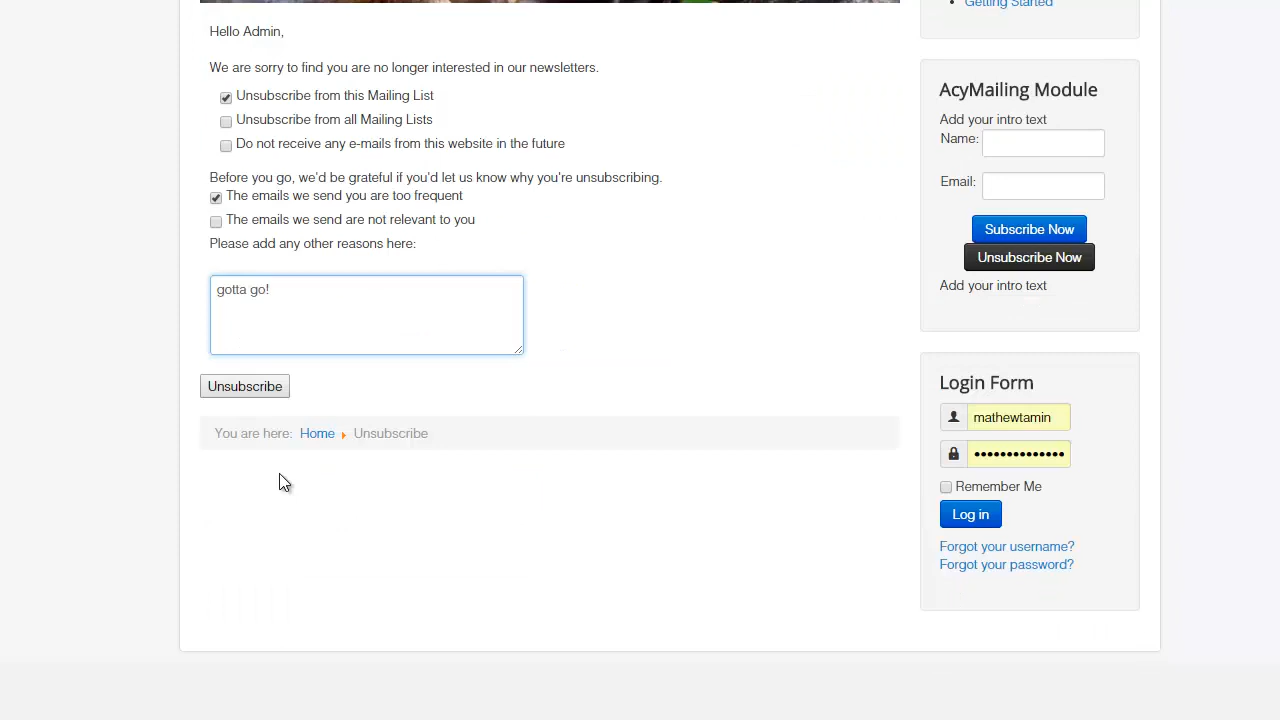 Hello Admin,
We are sorry to find you are no longer interested in our newsletters.
Unsubscribe from this Mailing List
Unsubscribe from all Mailing Lists
Do not receive any e-mails from this website in the future
Before you go, we'd be grateful if you'd let us know why you're unsubscribing.
The emails we send you are too frequent
The emails we send are not relevant to you
Please add any other reasons here:
gotta go!
Unsubscribe
You are here: Home Unsubscribe
Getting Started
AcyMailing Module
Add your intro text
Name:
Email:
Subscribe Now
Unsubscribe Now
Add your intro text
Login Form
mathewtamin
••••••••••••••
Remember Me
Log in
Forgot your username?
Forgot your password?